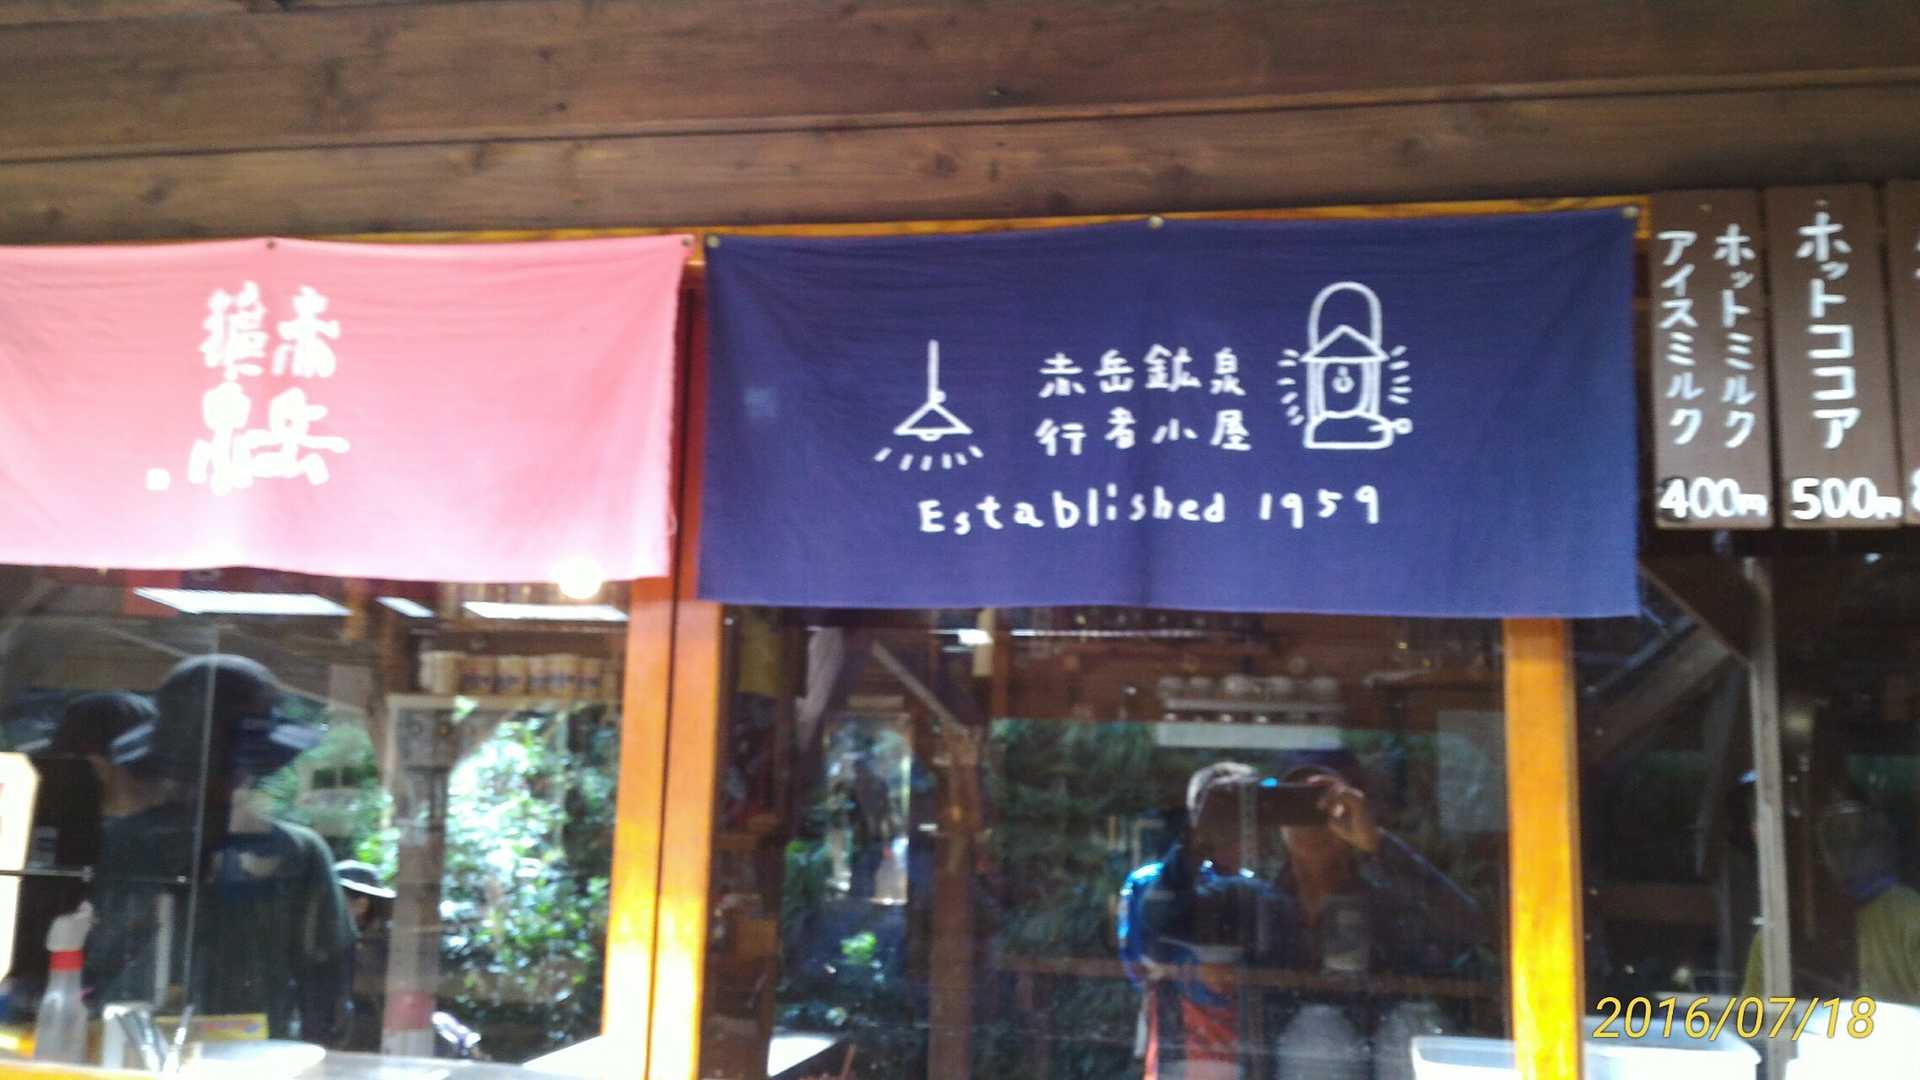 赤岳
鉱泉
赤岳鉱泉
行者小屋
Established 1959
ホットミルク
アイスミルク
400円
ホットココア
500円
2016/07/18